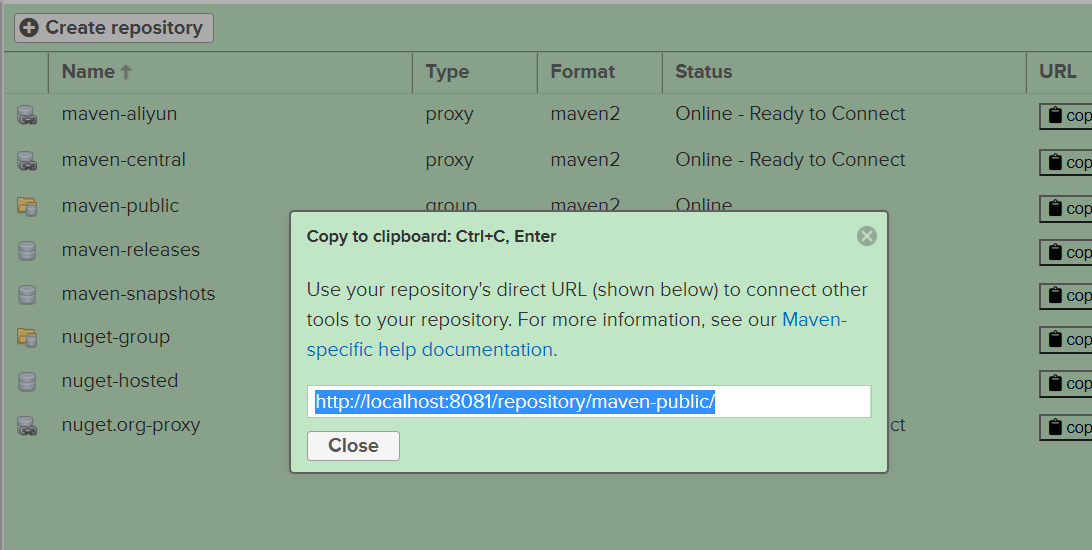 Create repository
Name Type Format Status URL
maven-aliyun proxy maven2 Online - Ready to Connect cop
maven-central proxy maven2 Online - Ready to Connect cop
maven-public group maven2 Online cop
maven-releases cop
maven-snapshots cop
nuget-group cop
nuget-hosted cop
nuget.org-proxy ct cop
Copy to clipboard: Ctrl+C, Enter
Use your repository's direct URL (shown below) to connect other
tools to your repository. For more information, see our Maven-
specific help documentation.
http://localhost:8081/repository/maven-public/
Close